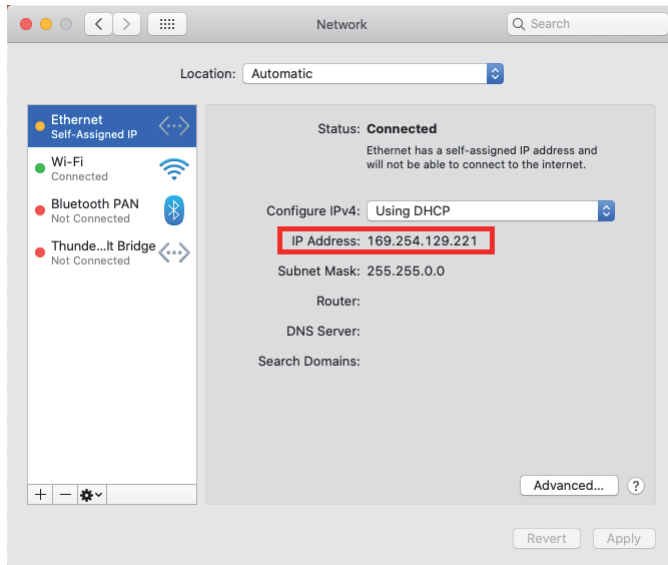 Network
Search
Location: Automatic
Ethernet
Self-Assigned IP
Wi-Fi
Connected
Bluetooth PAN
Not Connected
Thunde...lt Bridge
Not Connected
Status: Connected
Ethernet has a self-assigned IP address and
will not be able to connect to the internet.
Configure IPv4: Using DHCP
IP Address: 169.254.129.221
Subnet Mask: 255.255.0.0
Router:
DNS Server:
Search Domains:
Advanced... ?
Revert Apply